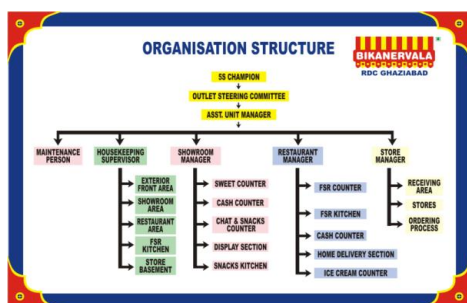 ORGANISATION STRUCTURE
BIKANERVALA
RDC GHAZIABAD
5S CHAMPION
OUTLET STEERING COMMITTEE
ASST. UNIT MANAGER
MAINTENANCE
PERSON
HOUSEKEEPING
SUPERVISOR
EXTERIOR
FRONT AREA
SHOWROOM
AREA
RESTAURANT
AREA
FSR
KITCHEN
STORE
BASEMENT
SHOWROOM
MANAGER
SWEET COUNTER
CASH COUNTER
CHAT & SNACKS
COUNTER
DISPLAY SECTION
SNACKS KITCHEN
RESTAURANT
MANAGER
FSR COUNTER
FSR KITCHEN
CASH COUNTER
HOME DELIVERY SECTION
ICE CREAM COUNTER
STORE
MANAGER
RECEIVING
AREA
STORES
ORDERING
PROCESS